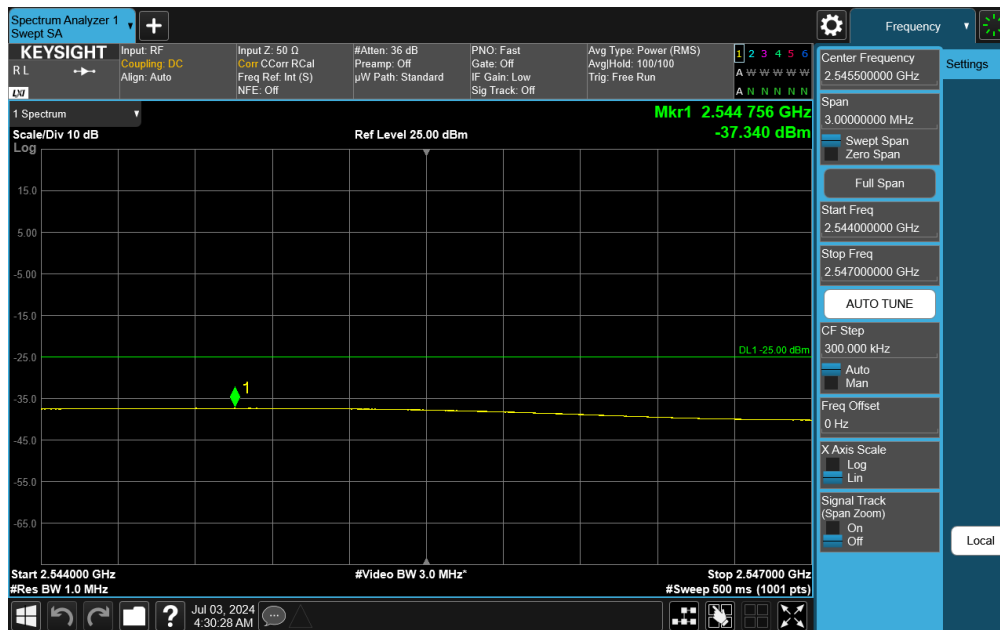 Spectrum Analyzer 1
Swept SA
Frequency
KEYSIGHT
R L
LXI
Input: RF
Coupling: DC
Align: Auto
Input Z: 50 Ω
Corr CCorr RCal
Freq Ref: Int (S)
NFE: Off
#Atten: 36 dB
Preamp: Off
µW Path: Standard
PNO: Fast
Gate: Off
IF Gain: Low
Sig Track: Off
Avg Type: Power (RMS)
Avg|Hold: 100/100
Trig: Free Run
1 2 3 4 5 6
A W W W W W
A N N N N N
1 Spectrum
Scale/Div 10 dB
Ref Level 25.00 dBm
Mkr1 2.544 756 GHz
-37.340 dBm
Log
15.0
5.00
-5.00
-15.0
-25.0
-35.0
-45.0
-55.0
-65.0
DL1 -25.00 dBm
1
Start 2.544000 GHz
#Res BW 1.0 MHz
#Video BW 3.0 MHz*
Stop 2.547000 GHz
#Sweep 500 ms (1001 pts)
Center Frequency
2.545500000 GHz
Span
3.00000000 MHz
Swept Span
Zero Span
Full Span
Start Freq
2.544000000 GHz
Stop Freq
2.547000000 GHz
AUTO TUNE
CF Step
300.000 kHz
Auto
Man
Freq Offset
0 Hz
X Axis Scale
Log
Lin
Signal Track
(Span Zoom)
On
Off
Settings
Local
?
Jul 03, 2024
4:30:28 AM